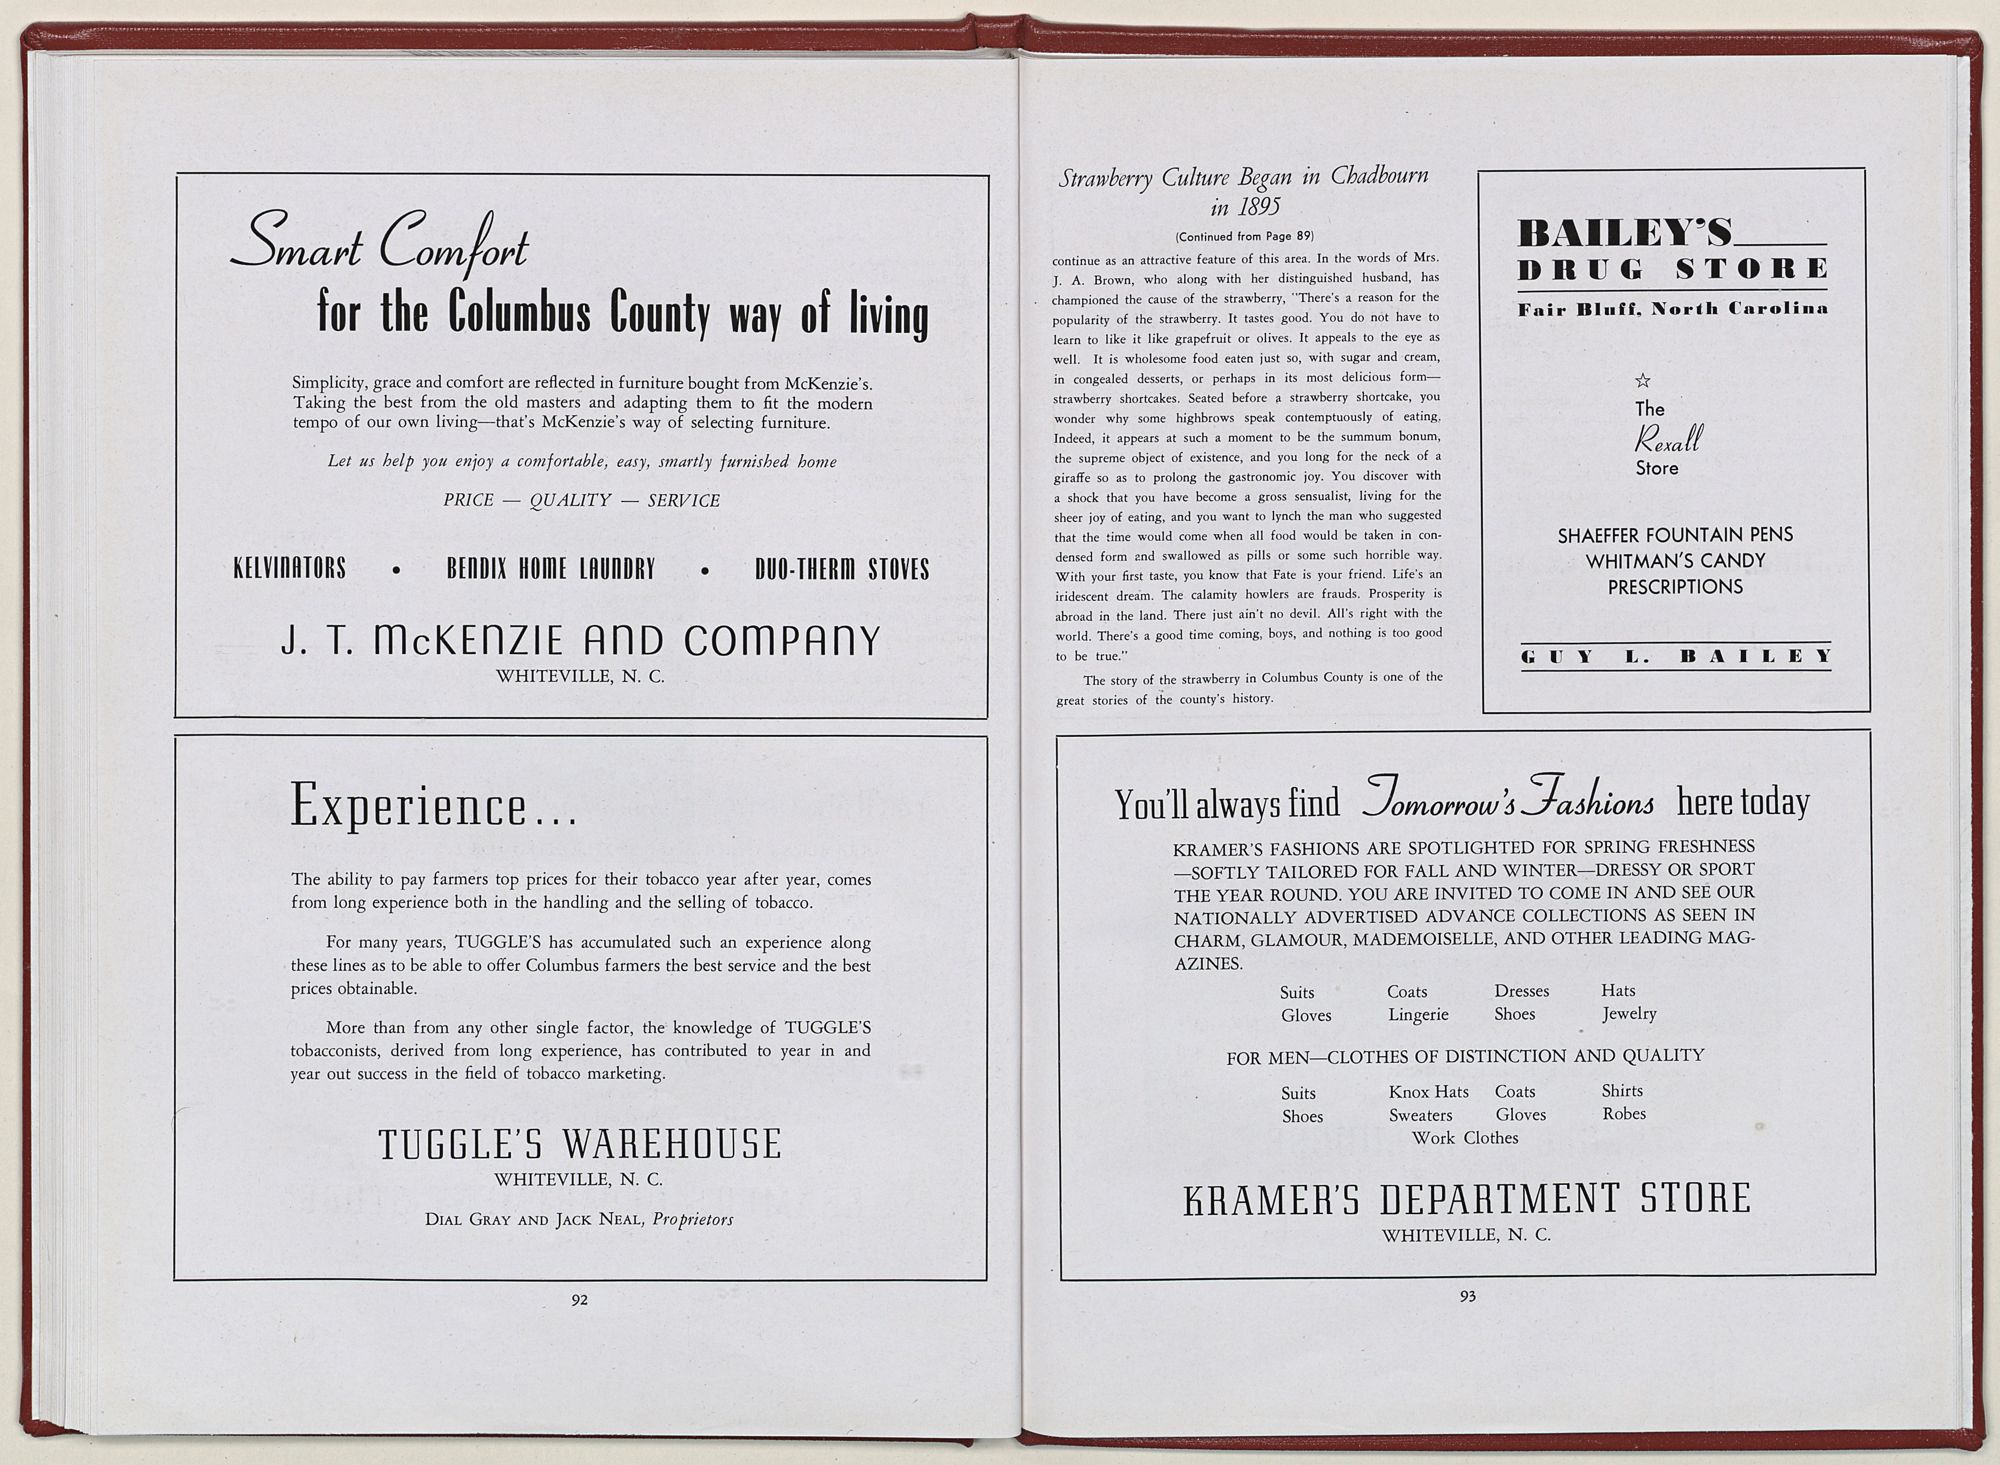 Smart Comfort
for the Columbus County way of living
Simplicity, grace and comfort are reflected in furniture bought from McKenzie's.
Taking the best from the old masters and adapting them to fit the modern
tempo of our own living—that's McKenzie's way of selecting furniture.
Let us help you enjoy a comfortable, easy, smartly furnished home
PRICE — QUALITY — SERVICE
KELVINATORS • BENDIX HOME LAUNDRY • DUO-THERM STOVES
J. T. McKENZIE AND COMPANY
WHITEVILLE, N. C.
Experience...
The ability to pay farmers top prices for their tobacco year after year, comes
from long experience both in the handling and the selling of tobacco.
For many years, TUGGLE'S has accumulated such an experience along
these lines as to be able to offer Columbus farmers the best service and the best
prices obtainable.
More than from any other single factor, the knowledge of TUGGLE'S
tobacconists, derived from long experience, has contributed to year in and
year out success in the field of tobacco marketing.
TUGGLE'S WAREHOUSE
WHITEVILLE, N. C.
DIAL GRAY AND JACK NEAL, Proprietors
92
Strawberry Culture Began in Chadbourn
in 1895
(Continued from Page 89)
continue as an attractive feature of this area. In the words of Mrs.
J. A. Brown, who along with her distinguished husband, has
championed the cause of the strawberry, "There's a reason for the
popularity of the strawberry. It tastes good. You do not have to
learn to like it like grapefruit or olives. It appeals to the eye as
well. It is wholesome food eaten just so, with sugar and cream,
in congealed desserts, or perhaps in its most delicious form—
strawberry shortcakes. Seated before a strawberry shortcake, you
wonder why some highbrows speak contemptuously of eating.
Indeed, it appears at such a moment to be the summum bonum,
the supreme object of existence, and you long for the neck of a
giraffe so as to prolong the gastronomic joy. You discover with
a shock that you have become a gross sensualist, living for the
sheer joy of eating, and you want to lynch the man who suggested
that the time would come when all food would be taken in con-
densed form and swallowed as pills or some such horrible way.
With your first taste, you know that Fate is your friend. Life's an
iridescent dream. The calamity howlers are frauds. Prosperity is
abroad in the land. There just ain't no devil. All's right with the
world. There's a good time coming, boys, and nothing is too good
to be true."
The story of the strawberry in Columbus County is one of the
great stories of the county's history.
BAILEY'S
DRUG STORE
Fair Bluff, North Carolina
The
Rexall
Store
SHAEFFER FOUNTAIN PENS
WHITMAN'S CANDY
PRESCRIPTIONS
GUY L. BAILEY
You'll always find Tomorrow's Fashions here today
KRAMER'S FASHIONS ARE SPOTLIGHTED FOR SPRING FRESHNESS
—SOFTLY TAILORED FOR FALL AND WINTER—DRESSY OR SPORT
THE YEAR ROUND. YOU ARE INVITED TO COME IN AND SEE OUR
NATIONALLY ADVERTISED ADVANCE COLLECTIONS AS SEEN IN
CHARM, GLAMOUR, MADEMOISELLE, AND OTHER LEADING MAG-
AZINES.
Suits Coats Dresses Hats
Gloves Lingerie Shoes Jewelry
FOR MEN—CLOTHES OF DISTINCTION AND QUALITY
Suits Knox Hats Coats Shirts
Shoes Sweaters Gloves Robes
Work Clothes
KRAMER'S DEPARTMENT STORE
WHITEVILLE, N. C.
93